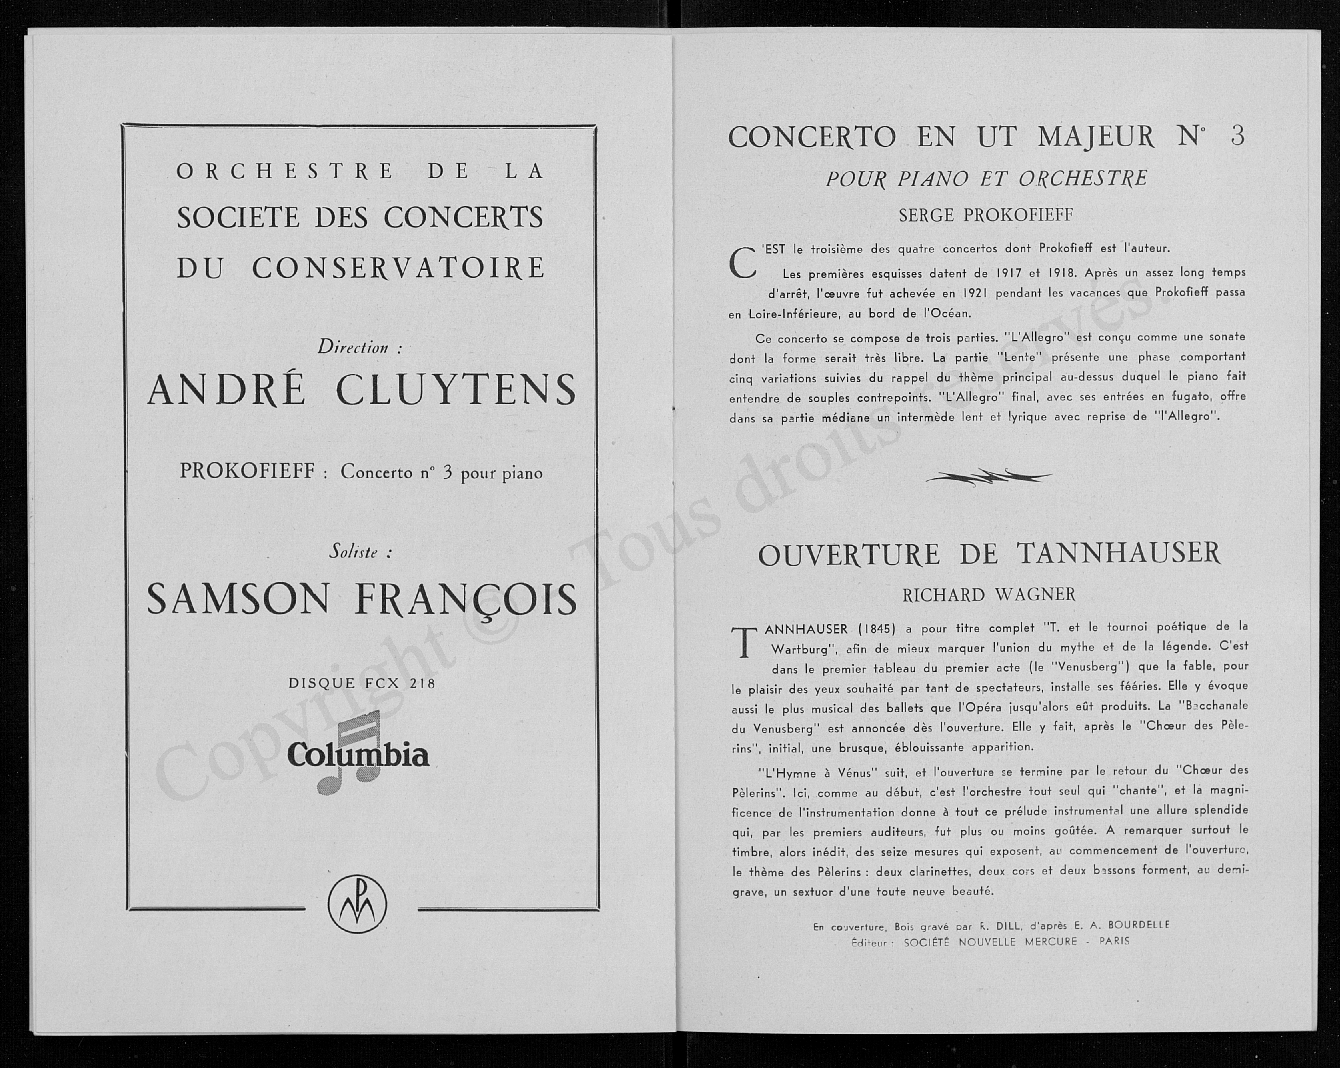 ORCHESTRE DE LA
SOCIETE DES CONCERTS
DU CONSERVATOIRE
Direction :
ANDRÉ CLUYTENS
PROKOFIEFF : Concerto n° 3 pour piano
Soliste :
SAMSON FRANÇOIS
DISQUE FCX 218
Columbia
CONCERTO EN UT MAJEUR N° 3
POUR PIANO ET ORCHESTRE
SERGE PROKOFIEFF
C'EST le troisième des quatre concertos dont Prokofieff est l'auteur.
Les premières esquisses datent de 1917 et 1918. Après un assez long temps
d'arrêt, l'œuvre fut achevée en 1921 pendant les vacances que Prokofieff passa
en Loire-Inférieure, au bord de l'Océan.
Ce concerto se compose de trois parties. "L'Allegro" est conçu comme une sonate
dont la forme serait très libre. La partie "Lente" présente une phase comportant
cinq variations suivies du rappel du thème principal au-dessus duquel le piano fait
entendre de souples contrepoints. "L'Allegro" final, avec ses entrées en fugato, offre
dans sa partie médiane un intermède lent et lyrique avec reprise de "l'Allegro".
OUVERTURE DE TANNHAUSER
RICHARD WAGNER
TANNHAUSER (1845) a pour titre complet "T. et le tournoi poétique de la
Wartburg", afin de mieux marquer l'union du mythe et de la légende. C'est
dans le premier tableau du premier acte (le "Venusberg") que la fable, pour
le plaisir des yeux souhaité par tant de spectateurs, installe ses féeries. Elle y évoque
aussi le plus musical des ballets que l'Opéra jusqu'alors eût produits. La "Bacchanale
du Venusberg" est annoncée dès l'ouverture. Elle y fait, après le "Chœur des Pèle-
rins", initial, une brusque, éblouissante apparition.
"L'Hymne à Vénus" suit, et l'ouverture se termine par le retour du "Chœur des
Pèlerins". Ici, comme au début, c'est l'orchestre tout seul qui "chante", et la magni-
ficence de l'instrumentation donne à tout ce prélude instrumental une allure splendide
qui, par les premiers auditeurs, fut plus ou moins goûtée. A remarquer surtout le
timbre, alors inédit, des seize mesures qui exposent, au commencement de l'ouverture,
le thème des Pèlerins : deux clarinettes, deux cors et deux bassons forment, au demi-
grave, un sextuor d'une toute neuve beauté.
En couverture, Bois gravé par R. DILL, d'après E. A. BOURDELLE
Éditeur : SOCIÉTÉ NOUVELLE MERCURE - PARIS
Copyright © - Tous droits réservés.